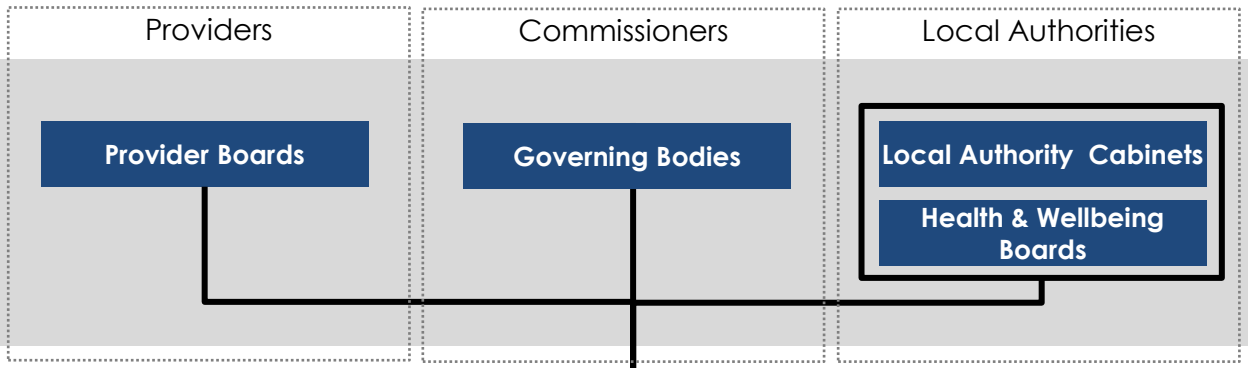 Providers
Commissioners
Local Authorities
Provider Boards
Governing Bodies
Local Authority Cabinets
Health & Wellbeing
Boards